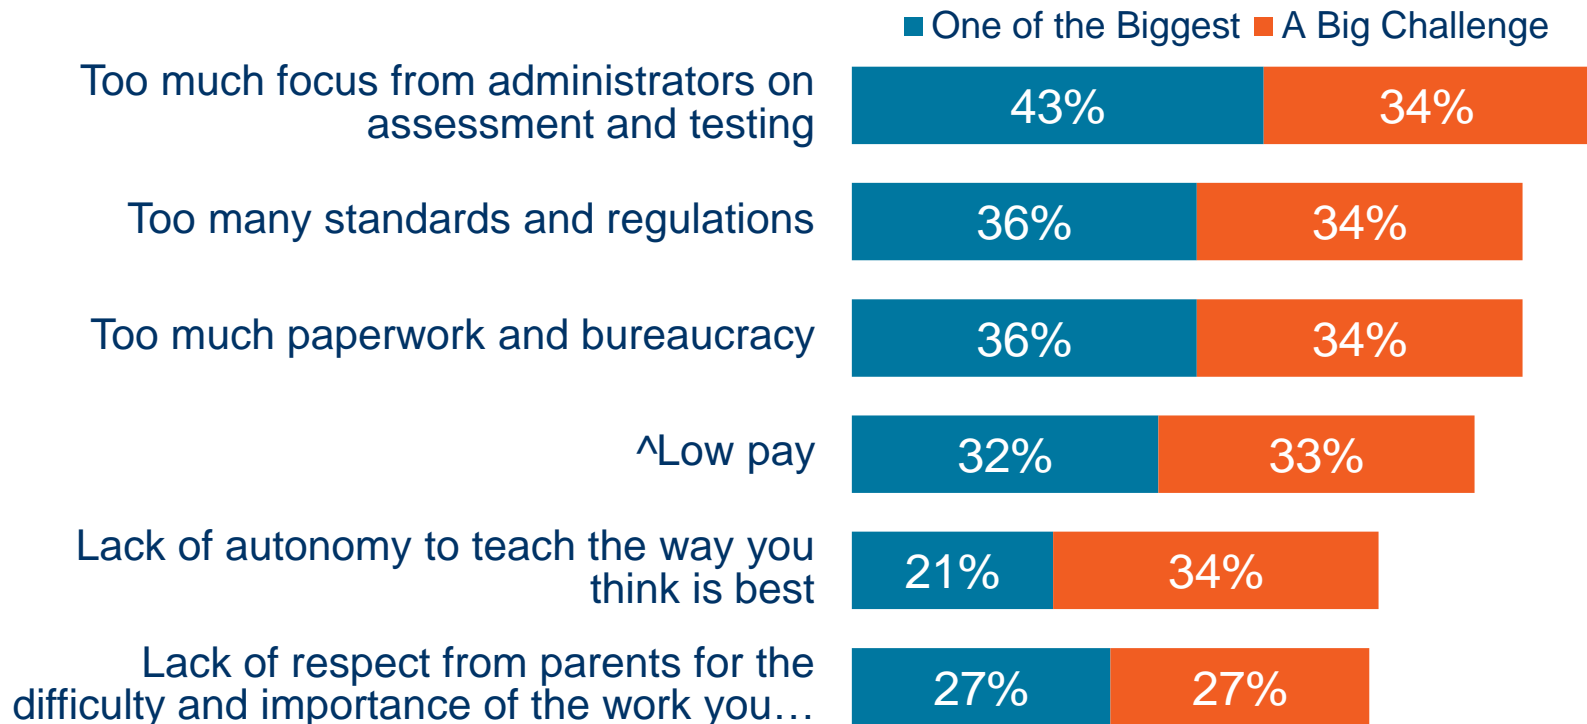 One of the Biggest A Big Challenge
Too much focus from administrators on
assessment and testing
43% 34%
Too many standards and regulations
36% 34%
Too much paperwork and bureaucracy
36% 34%
^Low pay
32% 33%
Lack of autonomy to teach the way you
think is best
21% 34%
Lack of respect from parents for the
difficulty and importance of the work you…
27% 27%